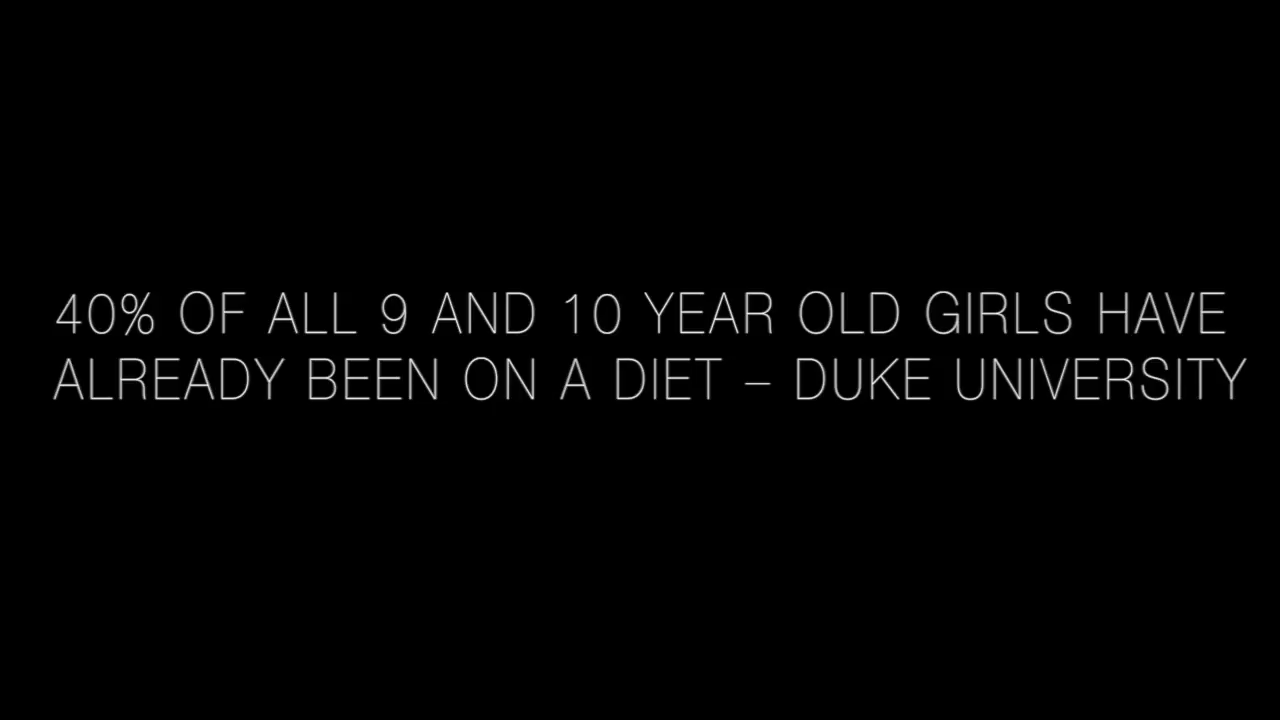 40% OF ALL 9 AND 10 YEAR OLD GIRLS HAVE
ALREADY BEEN ON A DIET – DUKE UNIVERSITY